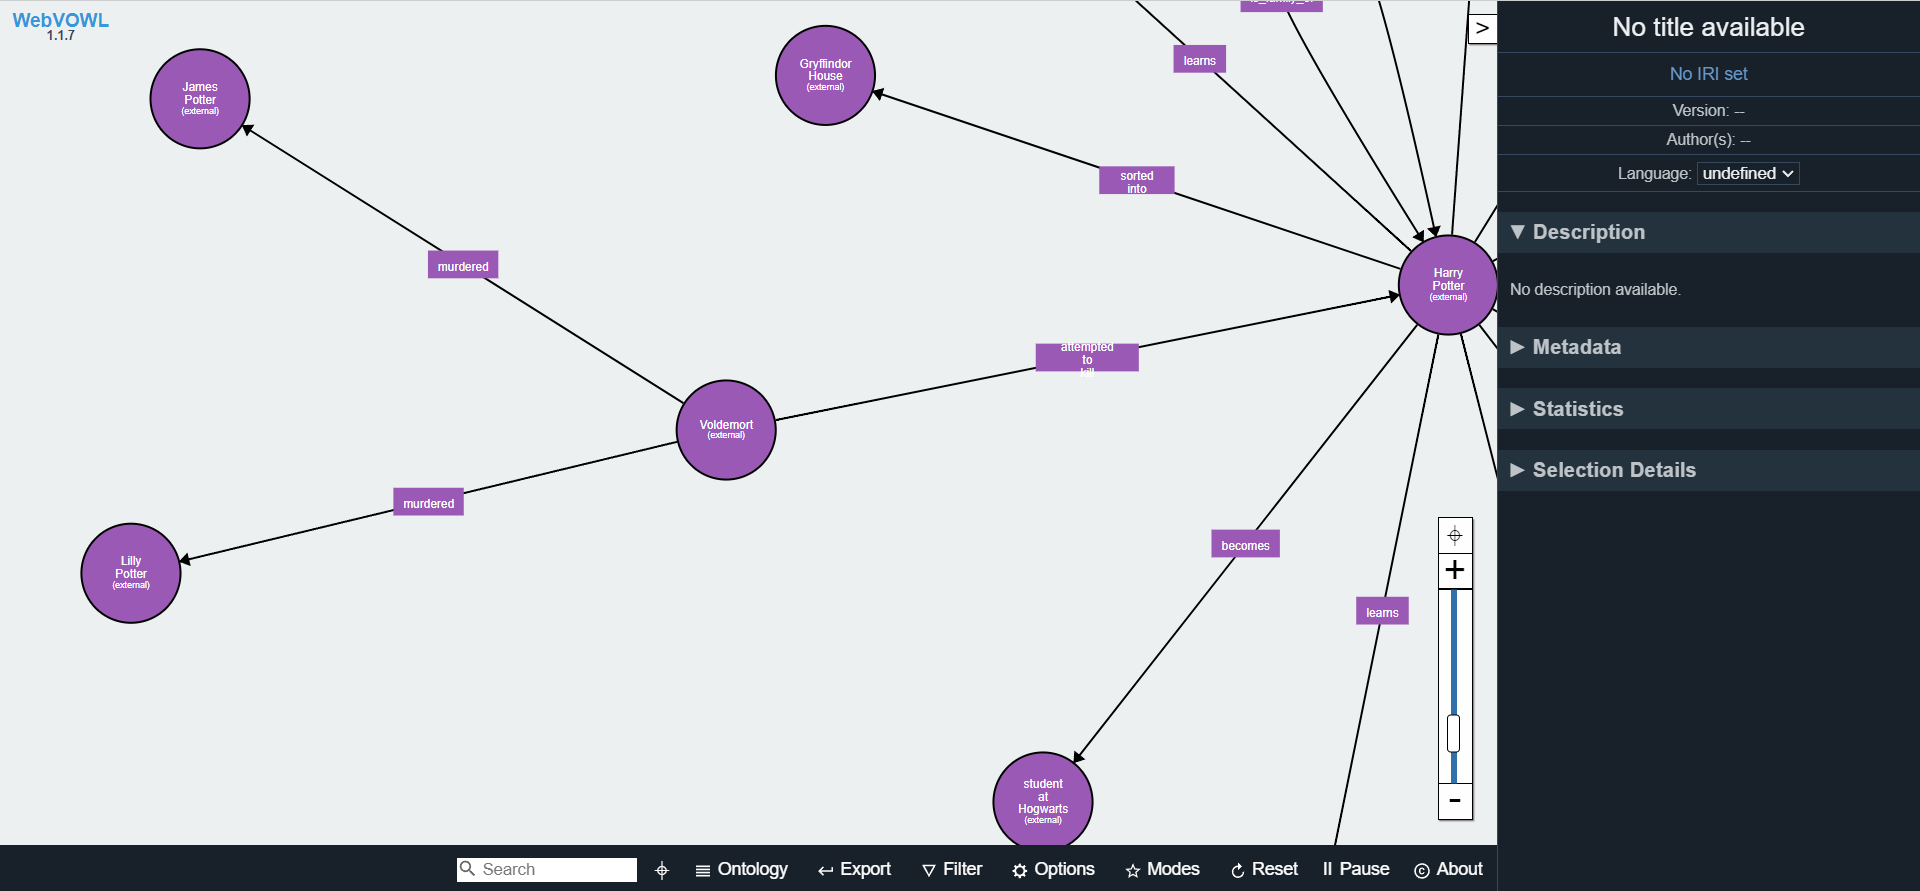 WebVOWL
1.1.7
James
Potter
(external)
Gryffindor
House
(external)
learns
>
sorted
into
murdered
Harry
Potter
(external)
attempted
to
kill
Voldemort
(external)
murdered
Lilly
Potter
(external)
becomes
learns
student
at
Hogwarts
(external)
+
-
No title available
No IRI set
Version: --
Author(s): --
Language: undefined
▼ Description
No description available.
▶ Metadata
▶ Statistics
▶ Selection Details
Search Ontology Export Filter Options Modes Reset Pause About